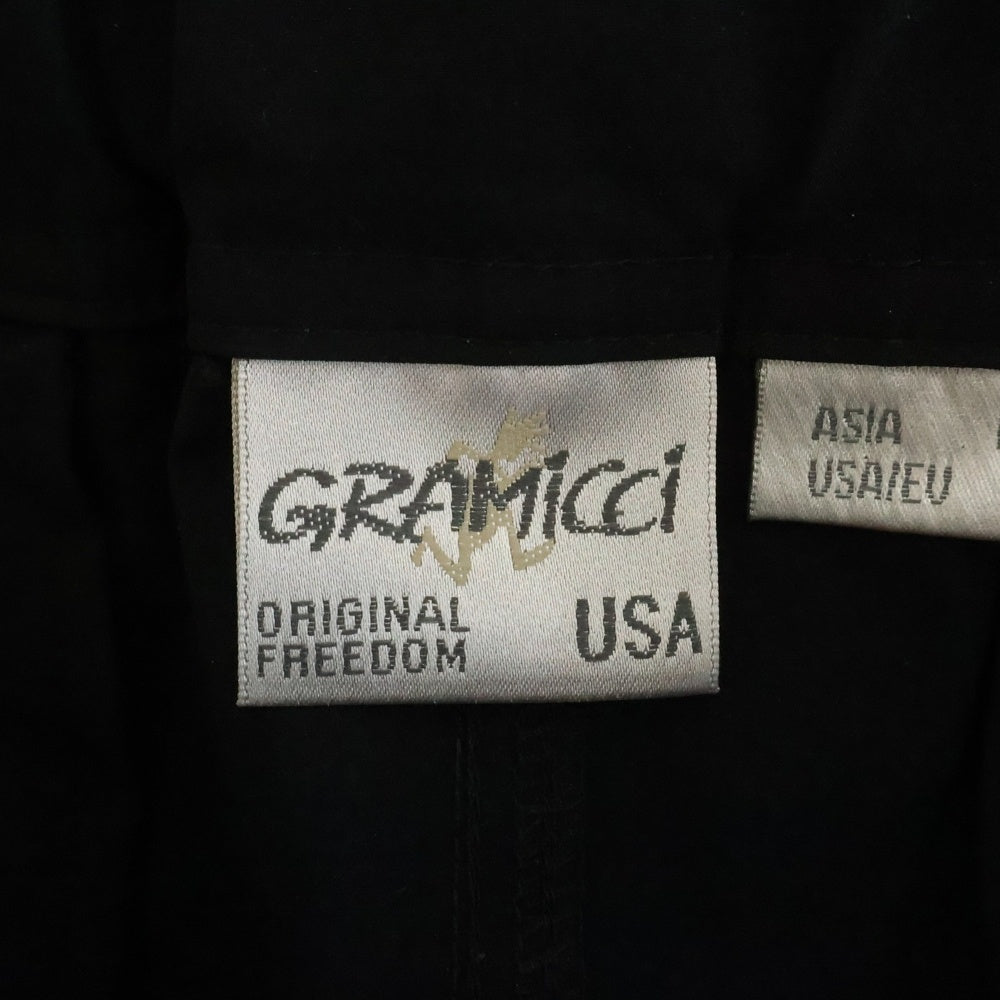 GRAMiCCi
ORIGINAL
FREEDOM
USA
ASIA
USA/EU